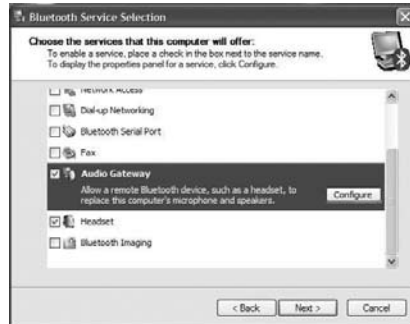 Bluetooth Service Selection
Choose the services that this computer will offer:
To enable a service, place a check in the box next to the service name.
To display the properties panel for a service, click Configure.
Network Access
Dial-up Networking
Bluetooth Serial Port
Fax
Audio Gateway
Allow a remote Bluetooth device, such as a headset, to
replace this computer's microphone and speakers.
Configure
Headset
Bluetooth Imaging
< Back
Next >
Cancel